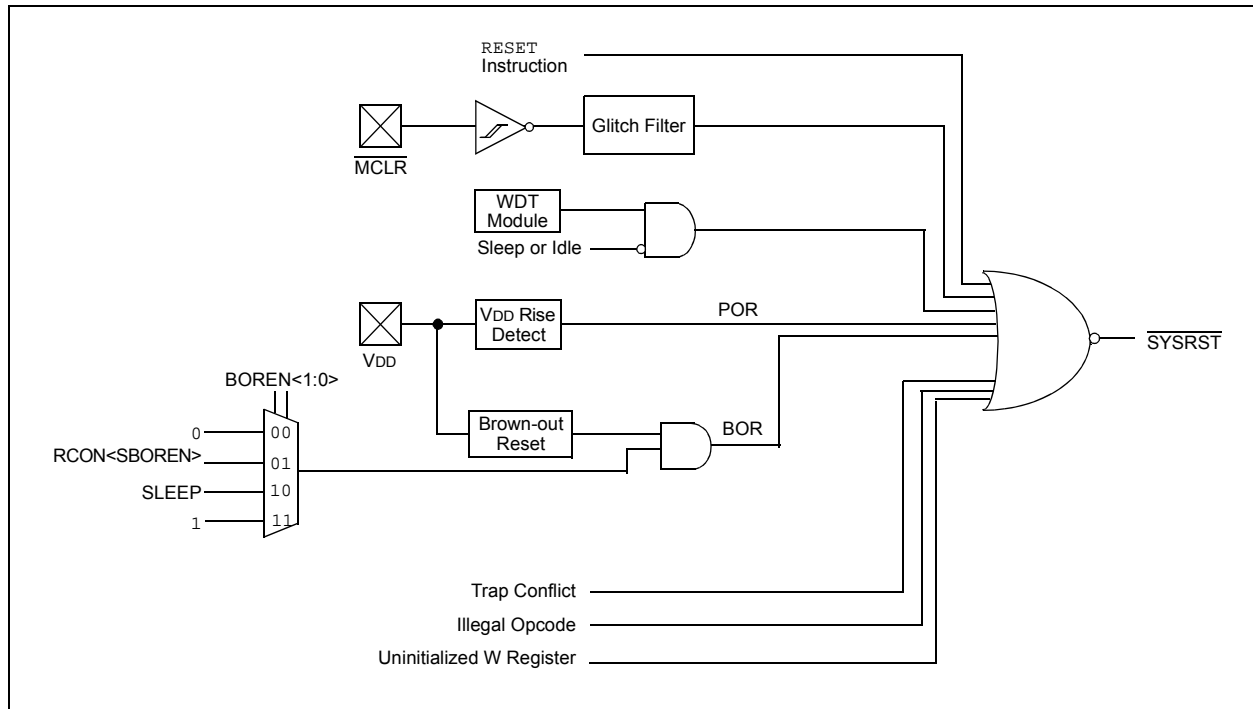 RESET
Instruction
Glitch Filter
MCLR
WDT
Module
Sleep or Idle
VDD Rise
Detect
POR
VDD
SYSRST
BOREN<1:0>
Brown-out
Reset
BOR
0
00
RCON<SBOREN>
01
SLEEP
10
1
11
Trap Conflict
Illegal Opcode
Uninitialized W Register